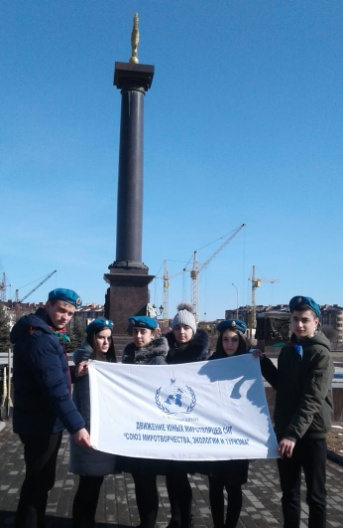 ДВИЖЕНИЕ ЮНЫХ МИРОТВОРЦЕВ СНГ
"СОЮЗ МИРОТВОРЧЕСТВА, ЭКОЛОГИИ И ТУРИЗМА"